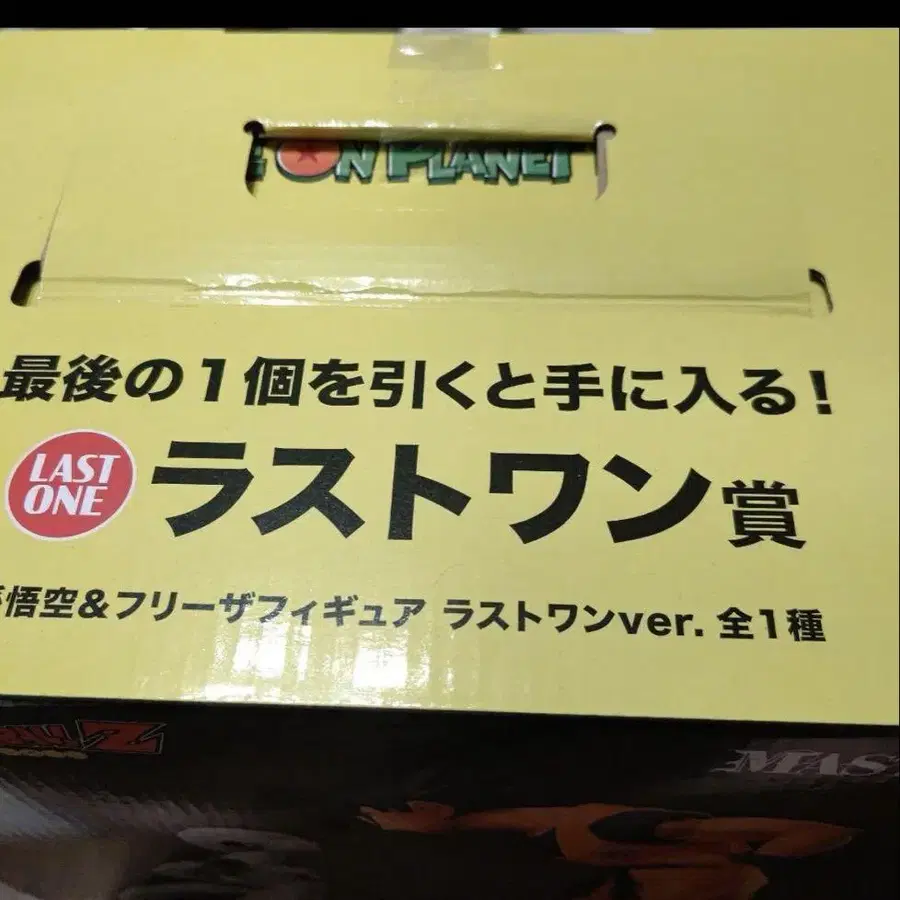 ON PLANET
最後の1個を引くと手に入る!
LAST
ONE
ラストワン賞
悟空&フリーザフィギュア ラストワンver. 全1種
Z
MAS